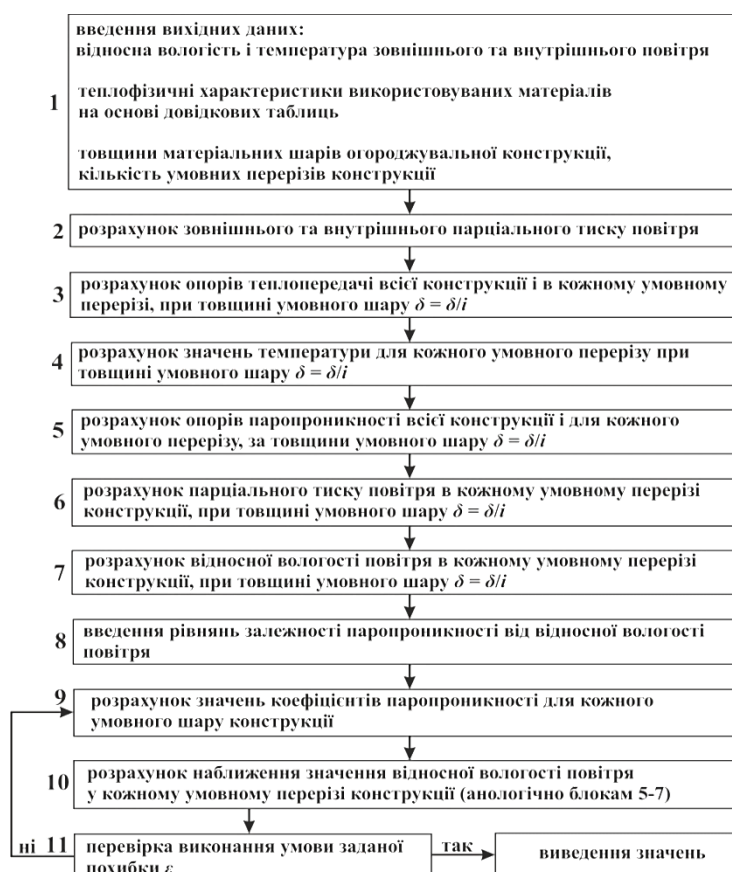 введення вихідних даних:
відносна вологість і температура зовнішнього та внутрішнього повітря
теплофізичні характеристики використовуваних матеріалів
1
на основі довідкових таблиць
товщини матеріальних шарів огороджувальної конструкції,
кількість умовних перерізів конструкції
2 розрахунок зовнішнього та внутрішнього парціального тиску повітря
розрахунок опорів теплопередачі всієї конструкції і в кожному умовному
3
перерізі, при товщині умовного шару δ = δ/i
розрахунок значень температури для кожного умовного перерізу при
4
товщині умовного шару δ = δ/i
розрахунок опорів паропроникності всієї конструкції і для кожного
5
умовного перерізу, за товщини умовного шару δ = δ/i
розрахунок парціального тиску повітря в кожному умовному перерізі
6
конструкції, при товщині умовного шару δ = δ/i
розрахунок відносної вологості повітря в кожному умовному перерізі
7
конструкції, при товщині умовного шару δ = δ/i
введення рівнянь залежності паропроникності від відносної вологості
8
повітря
9 розрахунок значень коефіцієнтів паропроникності для кожного
умовного шару конструкції
розрахунок наближення значення відносної вологості повітря
10
у кожному умовному перерізі конструкції (анологічно блокам 5-7)
ні 11 перевірка виконання умови заданої
похибки ε
так
виведення значень